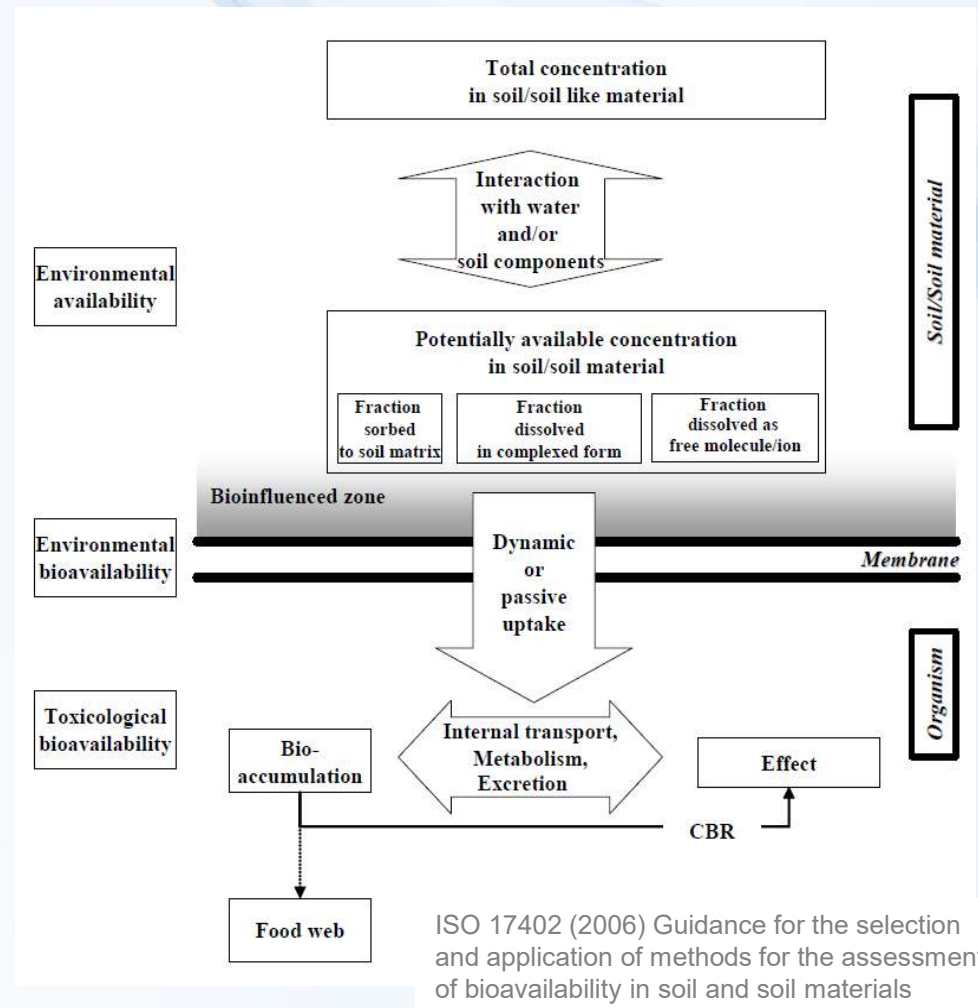 Total concentration
in soil/soil like material
Interaction
with water
and/or
soil components
Environmental
availability
Soil/Soil material
Potentially available concentration
in soil/soil material
Fraction
sorbed
to soil matrix
Fraction
dissolved
in complexed form
Fraction
dissolved as
free molecule/ion
Bioinfluenced zone
Environmental
bioavailability
Dynamic
or
passive
uptake
Membrane
Toxicological
bioavailability
Bio-
accumulation
Internal transport,
Metabolism,
Excretion
Effect
Organism
CBR
Food web
ISO 17402 (2006) Guidance for the selection
and application of methods for the assessment
of bioavailability in soil and soil materials